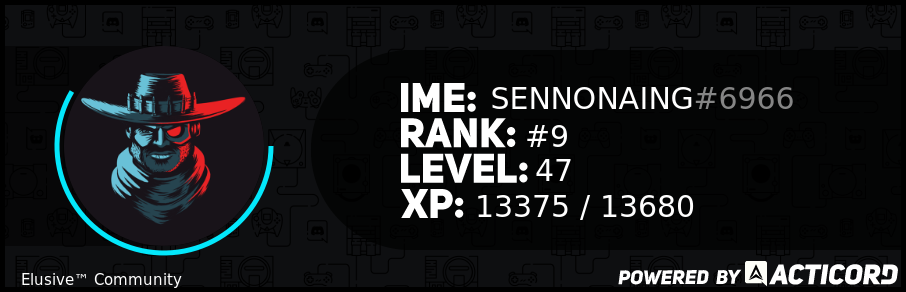 IME: SENNONAING#6966
RANK: #9
LEVEL: 47
XP: 13375 / 13680
Elusive™ Community
POWERED BY ACTICORD